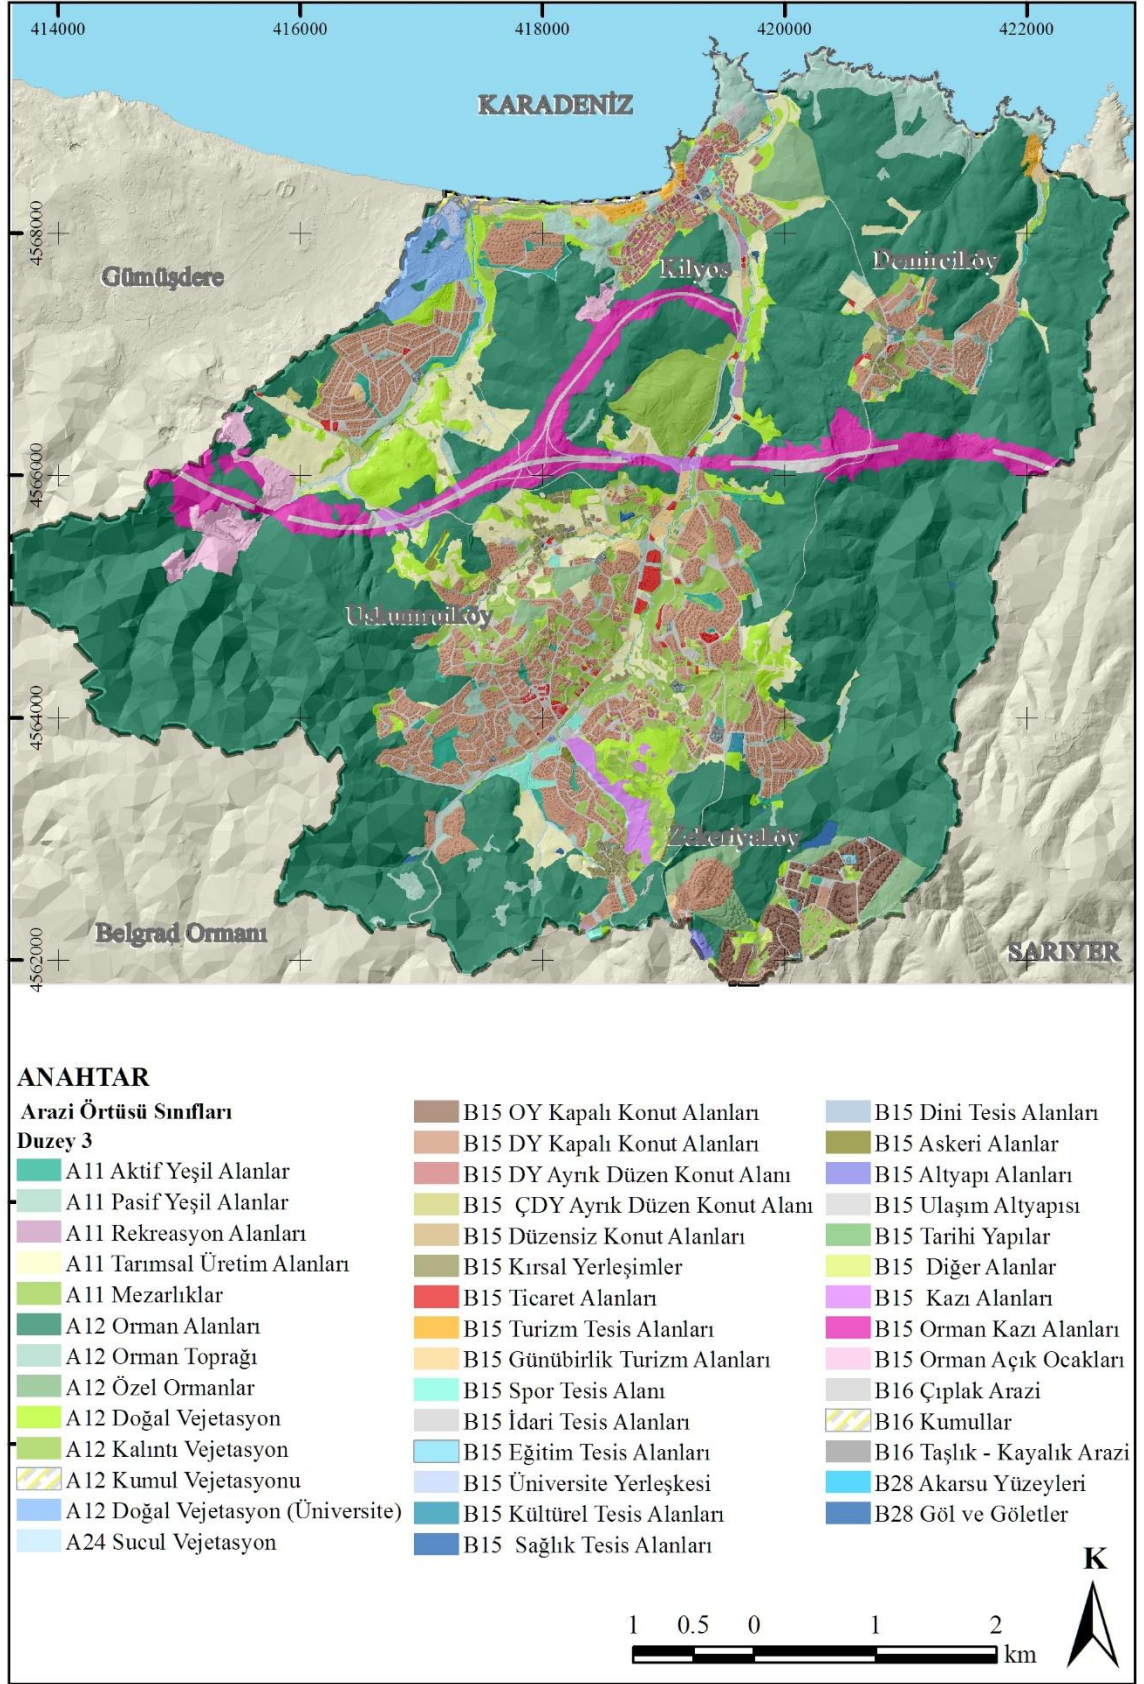 414000 416000 418000 420000 422000
KARADENİZ
4568000
Gümüşdere
Kilyos
Demirciköy
4566000
Uskumruköy
4564000
Zekeriyaköy
Belgrad Ormanı
SARIYER
4562000
ANAHTAR
Arazi Örtüsü Sınıfları
Duzey 3
A11 Aktif Yeşil Alanlar
A11 Pasif Yeşil Alanlar
A11 Rekreasyon Alanları
A11 Tarımsal Üretim Alanları
A11 Mezarlıklar
A12 Orman Alanları
A12 Orman Toprağı
A12 Özel Ormanlar
A12 Doğal Vejetasyon
A12 Kalıntı Vejetasyon
A12 Kumul Vejetasyonu
A12 Doğal Vejetasyon (Üniversite)
A24 Sucul Vejetasyon
B15 OY Kapalı Konut Alanları
B15 DY Kapalı Konut Alanları
B15 DY Ayrık Düzen Konut Alanı
B15 ÇDY Ayrık Düzen Konut Alanı
B15 Düzensiz Konut Alanları
B15 Kırsal Yerleşimler
B15 Ticaret Alanları
B15 Turizm Tesis Alanları
B15 Günübirlik Turizm Alanları
B15 Spor Tesis Alanı
B15 İdari Tesis Alanları
B15 Eğitim Tesis Alanları
B15 Üniversite Yerleşkesi
B15 Kültürel Tesis Alanları
B15 Sağlık Tesis Alanları
B15 Dini Tesis Alanları
B15 Askeri Alanlar
B15 Altyapı Alanları
B15 Ulaşım Altyapısı
B15 Tarihi Yapılar
B15 Diğer Alanlar
B15 Kazı Alanları
B15 Orman Kazı Alanları
B15 Orman Açık Ocakları
B16 Çıplak Arazi
B16 Kumullar
B16 Taşlık - Kayalık Arazi
B28 Akarsu Yüzeyleri
B28 Göl ve Göletler
K
1 0.5 0 1 2
km